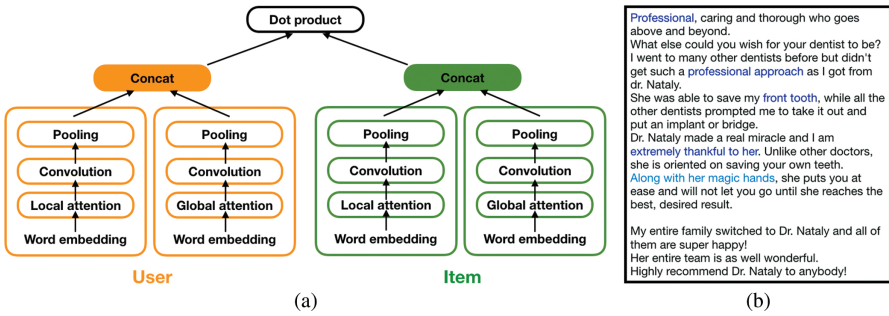 Dot product
Concat
Concat
Pooling
Convolution
Local attention
Word embedding
Pooling
Convolution
Global attention
Word embedding
Pooling
Convolution
Local attention
Word embedding
Pooling
Convolution
Global attention
Word embedding
User
Item
(a)
Professional, caring and thorough who goes
above and beyond.
What else could you wish for your dentist to be?
I went to many other dentists before but didn't
get such a professional approach as I got from
dr. Nataly.
She was able to save my front tooth, while all the
other dentists prompted me to take it out and
put an implant or bridge.
Dr. Nataly made a real miracle and I am
extremely thankful to her. Unlike other doctors,
she is oriented on saving your own teeth.
Along with her magic hands, she puts you at
ease and will not let you go until she reaches the
best, desired result.
My entire family switched to Dr. Nataly and all of
them are super happy!
Her entire team is as well wonderful.
Highly recommend Dr. Nataly to anybody!
(b)